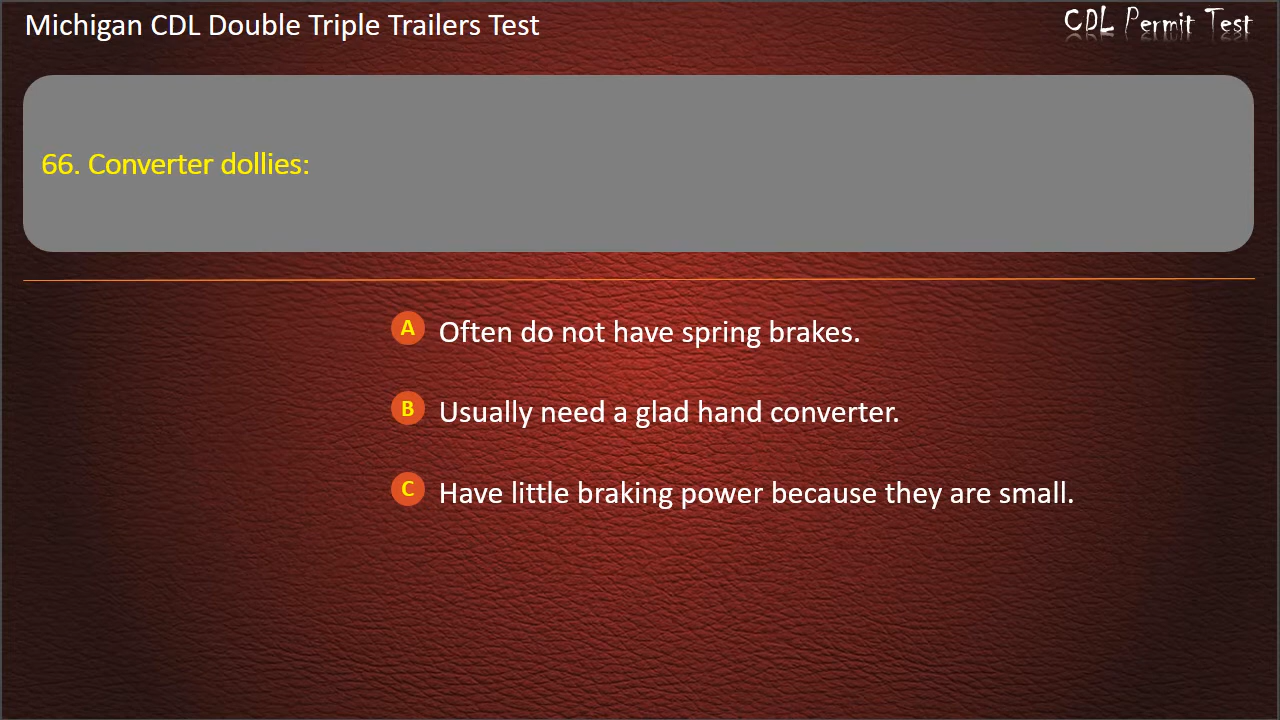 Michigan CDL Double Triple Trailers Test
CDL Permit Test
66. Converter dollies:
A Often do not have spring brakes.
B Usually need a glad hand converter.
C Have little braking power because they are small.